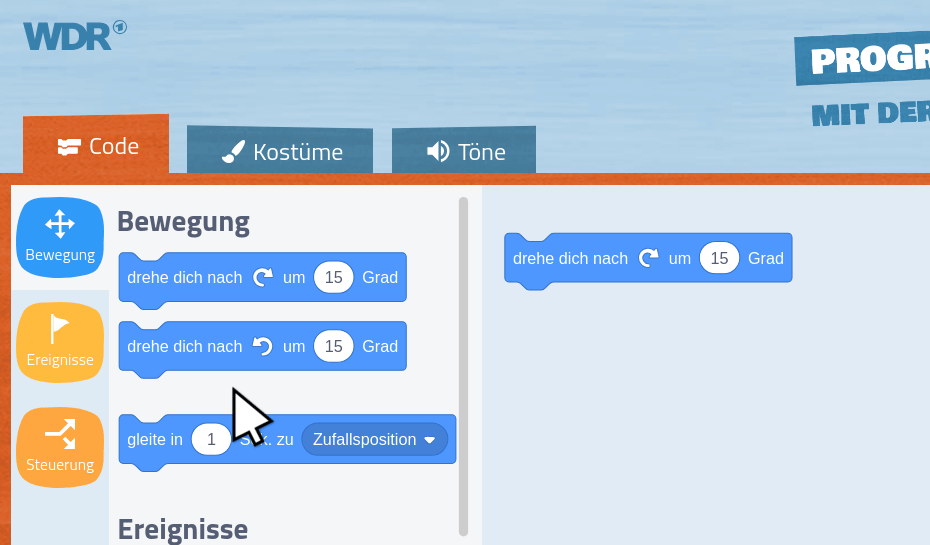 WDR
PROGR
MIT DER
Code
Kostüme
Töne
Bewegung
Ereignisse
Steuerung
Bewegung
drehe dich nach um 15 Grad
drehe dich nach um 15 Grad
gleite in 1 Sek. zu Zufallsposition
Ereignisse
drehe dich nach um 15 Grad